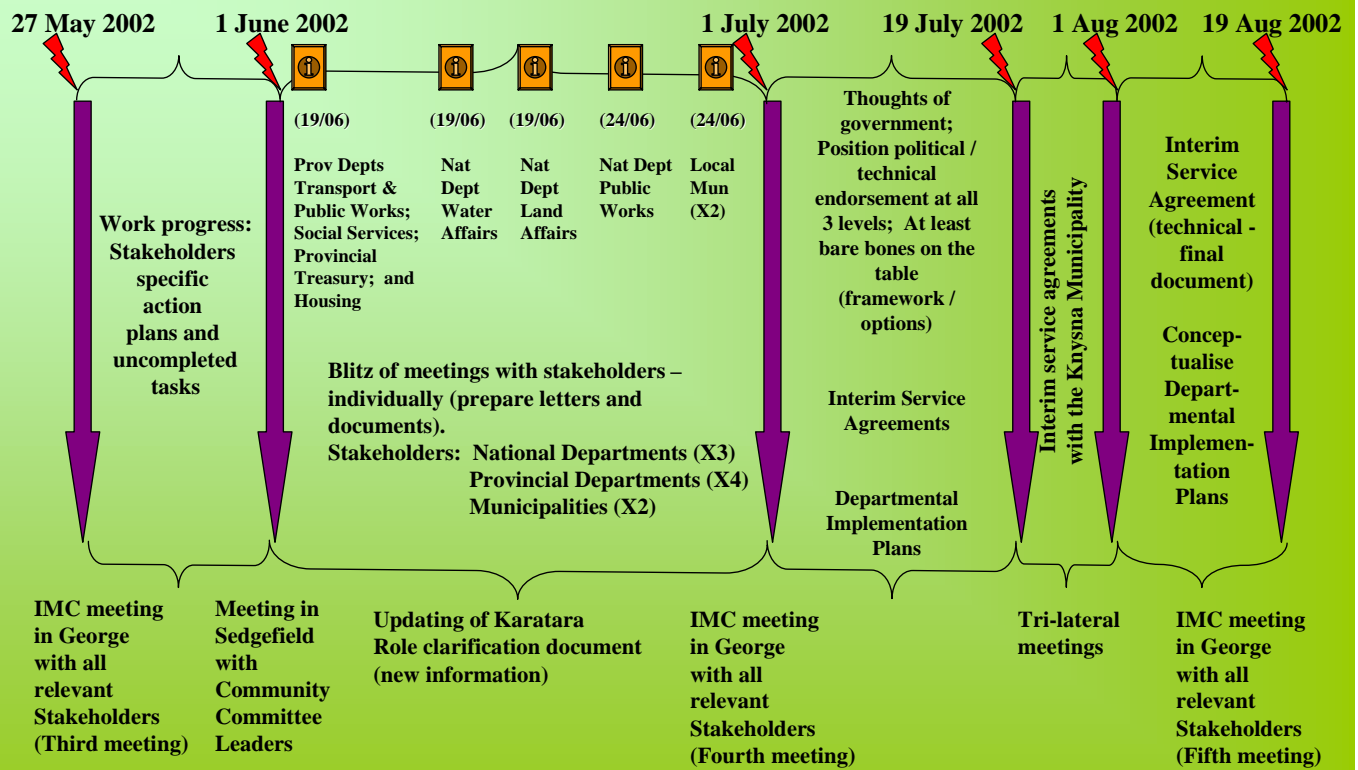 27 May 2002
1 June 2002
1 July 2002
19 July 2002
1 Aug 2002
19 Aug 2002
Work progress:
Stakeholders
specific
action
plans and
uncompleted
tasks
(19/06)
Prov Depts
Transport &
Public Works;
Social Services;
Provincial
Treasury; and
Housing
(19/06)
Nat
Dept
Water
Affairs
(19/06)
Nat
Dept
Land
Affairs
(24/06)
Nat Dept
Public
Works
(24/06)
Local
Mun
(X2)
Blitz of meetings with stakeholders –
individually (prepare letters and
documents).
Stakeholders: National Departments (X3)
Provincial Departments (X4)
Municipalities (X2)
Thoughts of
government;
Position political /
technical
endorsement at all
3 levels; At least
bare bones on the
table
(framework /
options)
Interim Service
Agreements
Departmental
Implementation
Plans
Interim service agreements
with the Knysna Municipality
Interim
Service
Agreement
(technical -
final
document)
Concep-
tualise
Depart-
mental
Implemen-
tation
Plans
IMC meeting
in George
with all
relevant
Stakeholders
(Third meeting)
Meeting in
Sedgefield
with
Community
Committee
Leaders
Updating of Karatara
Role clarification document
(new information)
IMC meeting
in George
with all
relevant
Stakeholders
(Fourth meeting)
Tri-lateral
meetings
IMC meeting
in George
with all
relevant
Stakeholders
(Fifth meeting)